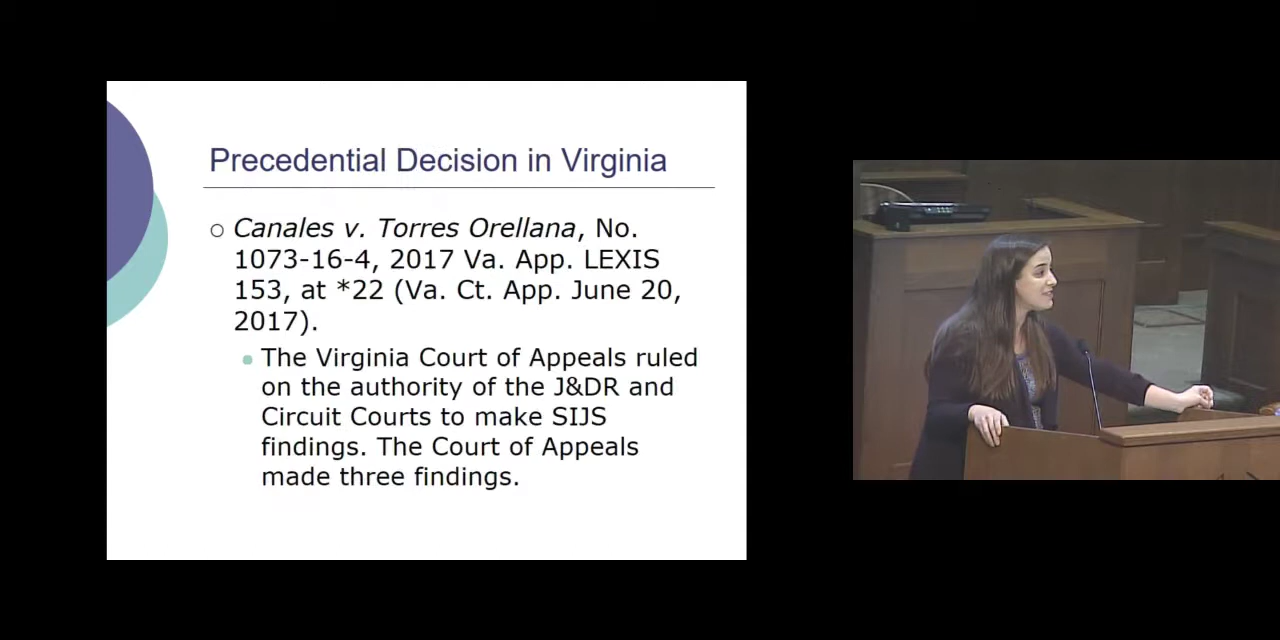 Precedential Decision in Virginia
Canales v. Torres Orellana, No.
1073-16-4, 2017 Va. App. LEXIS
153, at *22 (Va. Ct. App. June 20,
2017).
The Virginia Court of Appeals ruled
on the authority of the J&DR and
Circuit Courts to make SIJS
findings. The Court of Appeals
made three findings.